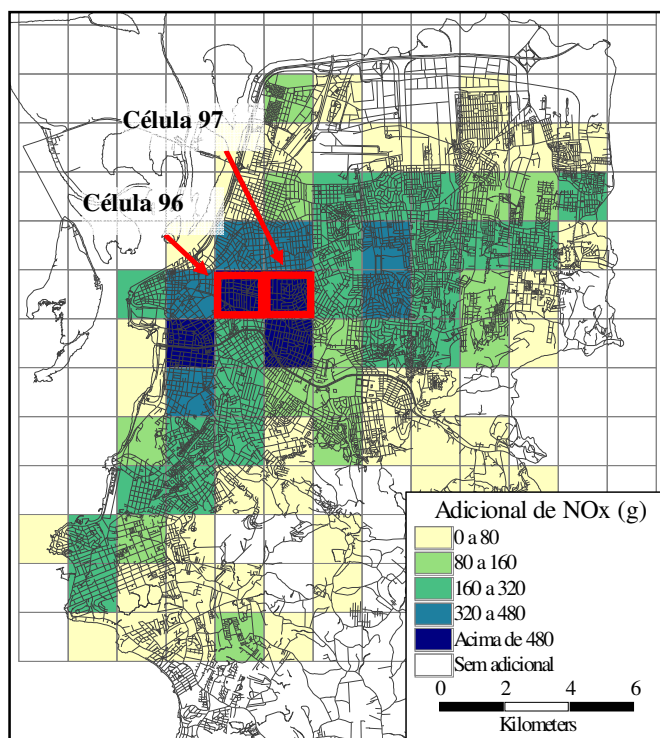 Célula 97
Célula 96
Adicional de NOx (g)
0 a 80
80 a 160
160 a 320
320 a 480
Acima de 480
Sem adicional
0 2 4 6
Kilometers